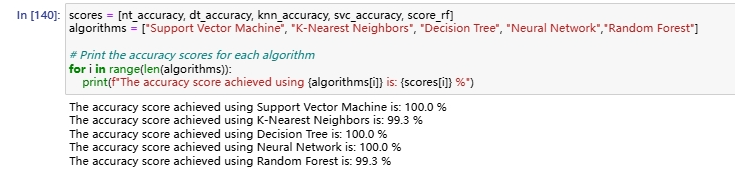 In [140]: scores = [nt_accuracy, dt_accuracy, knn_accuracy, svc_accuracy, score_rf]
algorithms = ["Support Vector Machine", "K-Nearest Neighbors", "Decision Tree", "Neural Network","Random Forest"]
# Print the accuracy scores for each algorithm
for i in range(len(algorithms)):
    print(f"The accuracy score achieved using {algorithms[i]} is: {scores[i]} %")
The accuracy score achieved using Support Vector Machine is: 100.0 %
The accuracy score achieved using K-Nearest Neighbors is: 99.3 %
The accuracy score achieved using Decision Tree is: 100.0 %
The accuracy score achieved using Neural Network is: 100.0 %
The accuracy score achieved using Random Forest is: 99.3 %